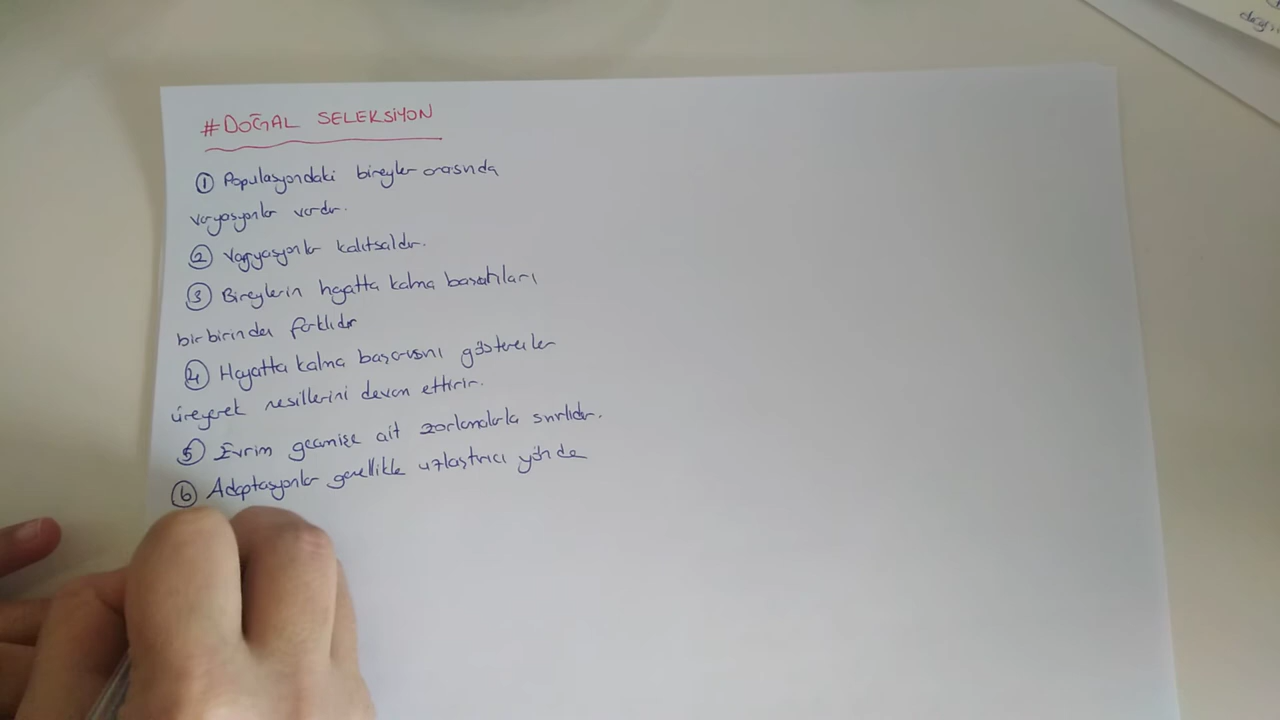 #DOĞAL SELEKSİYON
① Populasyondaki bireyler arasında
varyasyonlar vardır.
② Varyasyonlar kalıtsaldır.
③ Bireylerin hayatta kalma başarıları
birbirinden farklıdır
④ Hayatta kalma başarısını gösterenler
üreyerek nesillerini devam ettirir.
⑤ Evrim geçmişe ait zorlamalarla sınırlıdır.
⑥ Adaptasyonlar genellikle uzlaştırıcı yönde